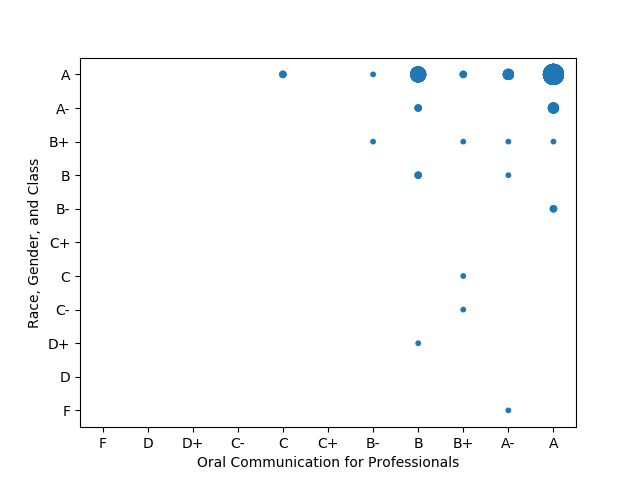 A
A-
B+
B
B-
C+
C
C-
D+
D
F
Race, Gender, and Class
F D D+ C- C C+ B- B B+ A- A
Oral Communication for Professionals